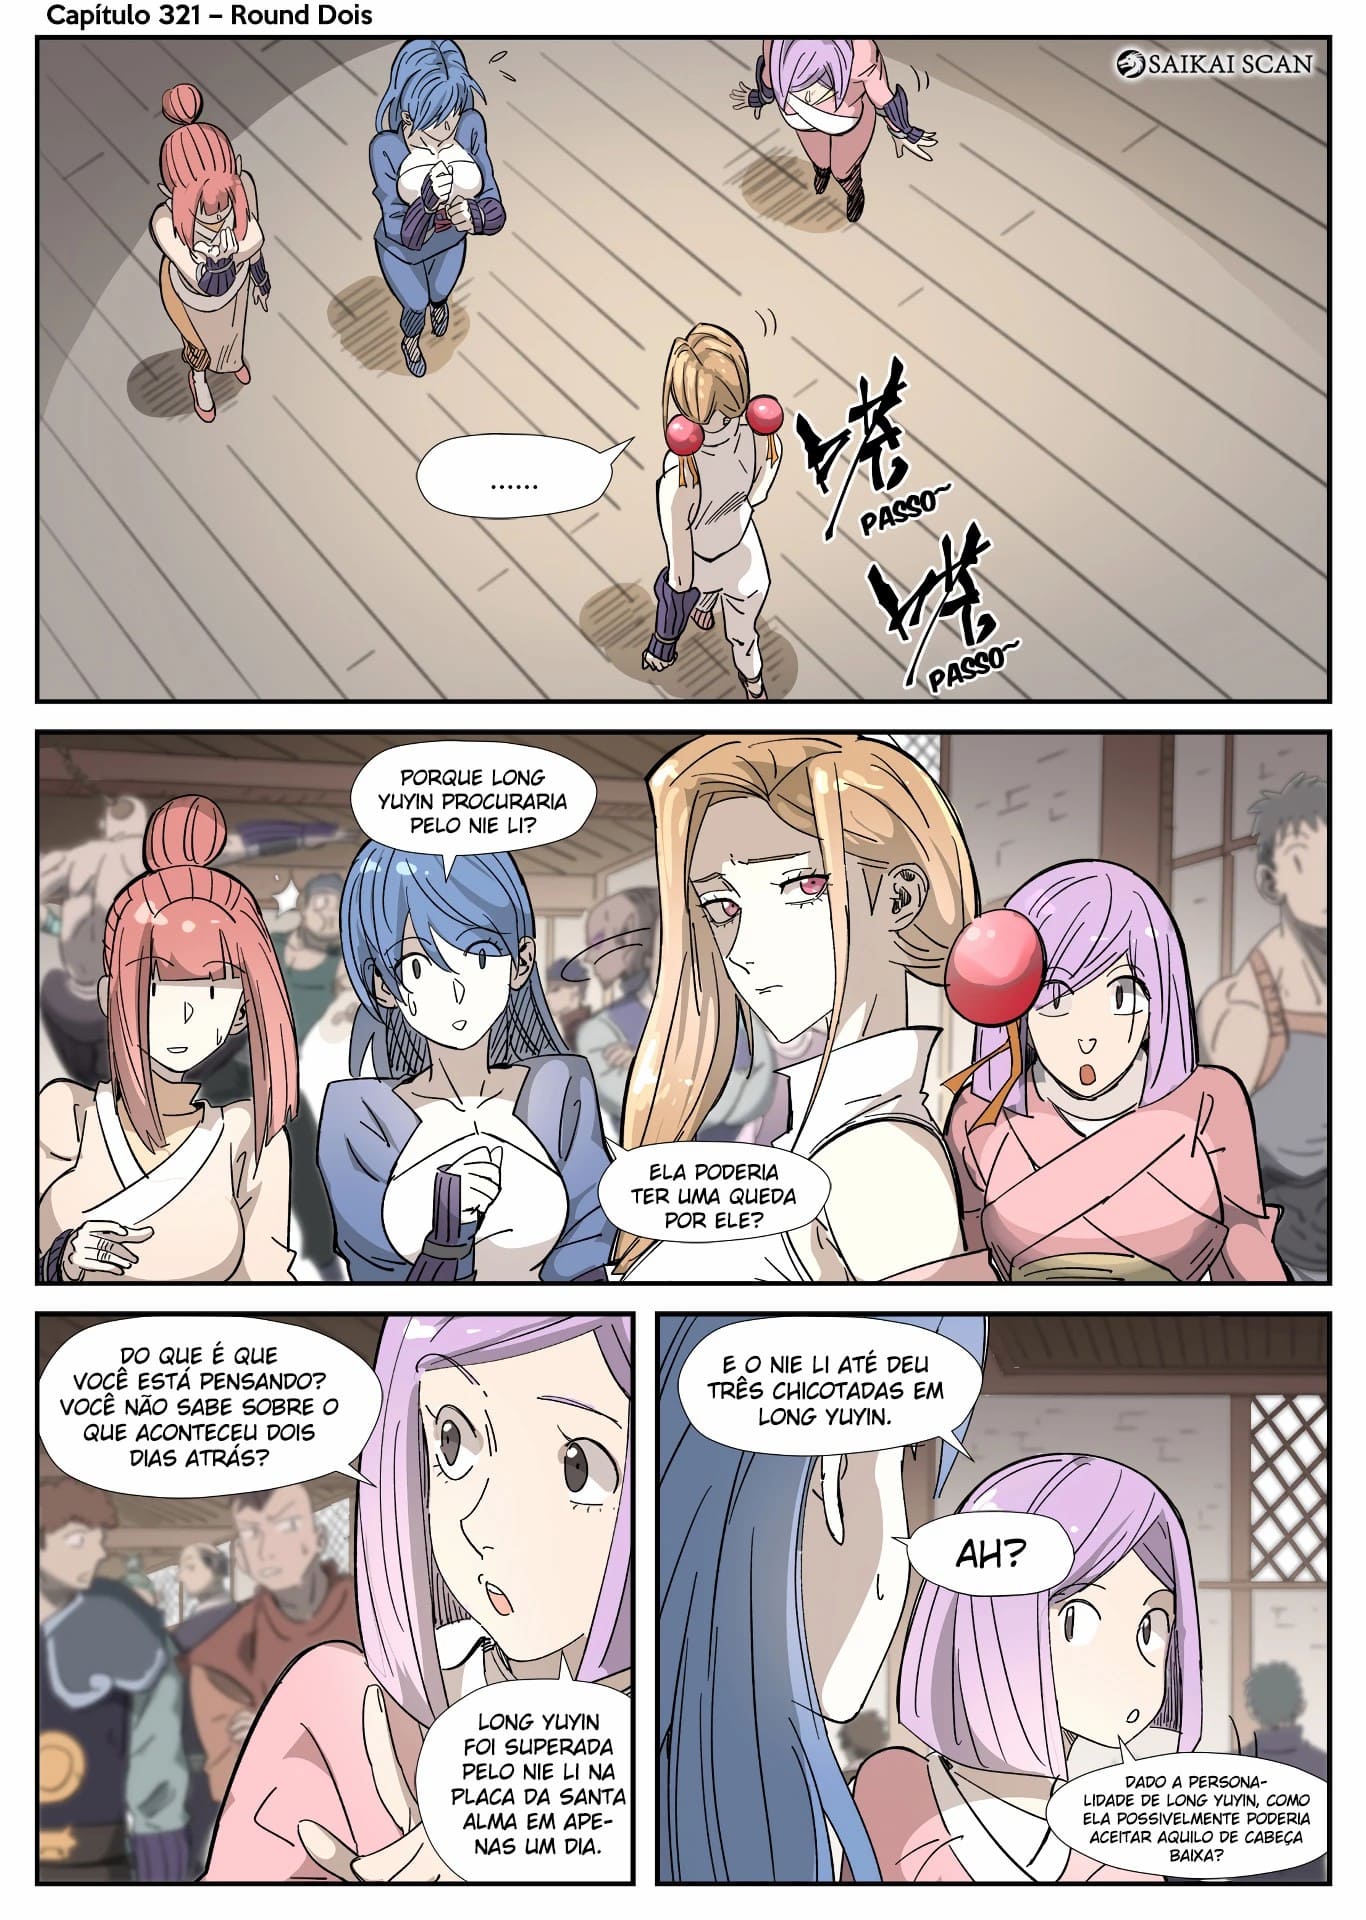 Capítulo 321 – Round Dois
SAIKAI SCAN
......
嗒
PASSO~
嗒
PASSO~
PORQUE LONG
YUYIN PROCURARIA
PELO NIE LI?
ELA PODERIA
TER UMA QUEDA
POR ELE?
DO QUE É QUE
VOCÊ ESTÁ PENSANDO?
VOCÊ NÃO SABE SOBRE O
QUE ACONTECEU DOIS
DIAS ATRÁS?
LONG YUYIN
FOI SUPERADA
PELO NIE LI NA
PLACA DA SANTA
ALMA EM APE-
NAS UM DIA.
E O NIE LI ATÉ DEU
TRÊS CHICOTADAS EM
LONG YUYIN.
AH?
DADO A PERSONA-
LIDADE DE LONG YUYIN, COMO
ELA POSSIVELMENTE PODERIA
ACEITAR AQUILO DE CABEÇA
BAIXA?